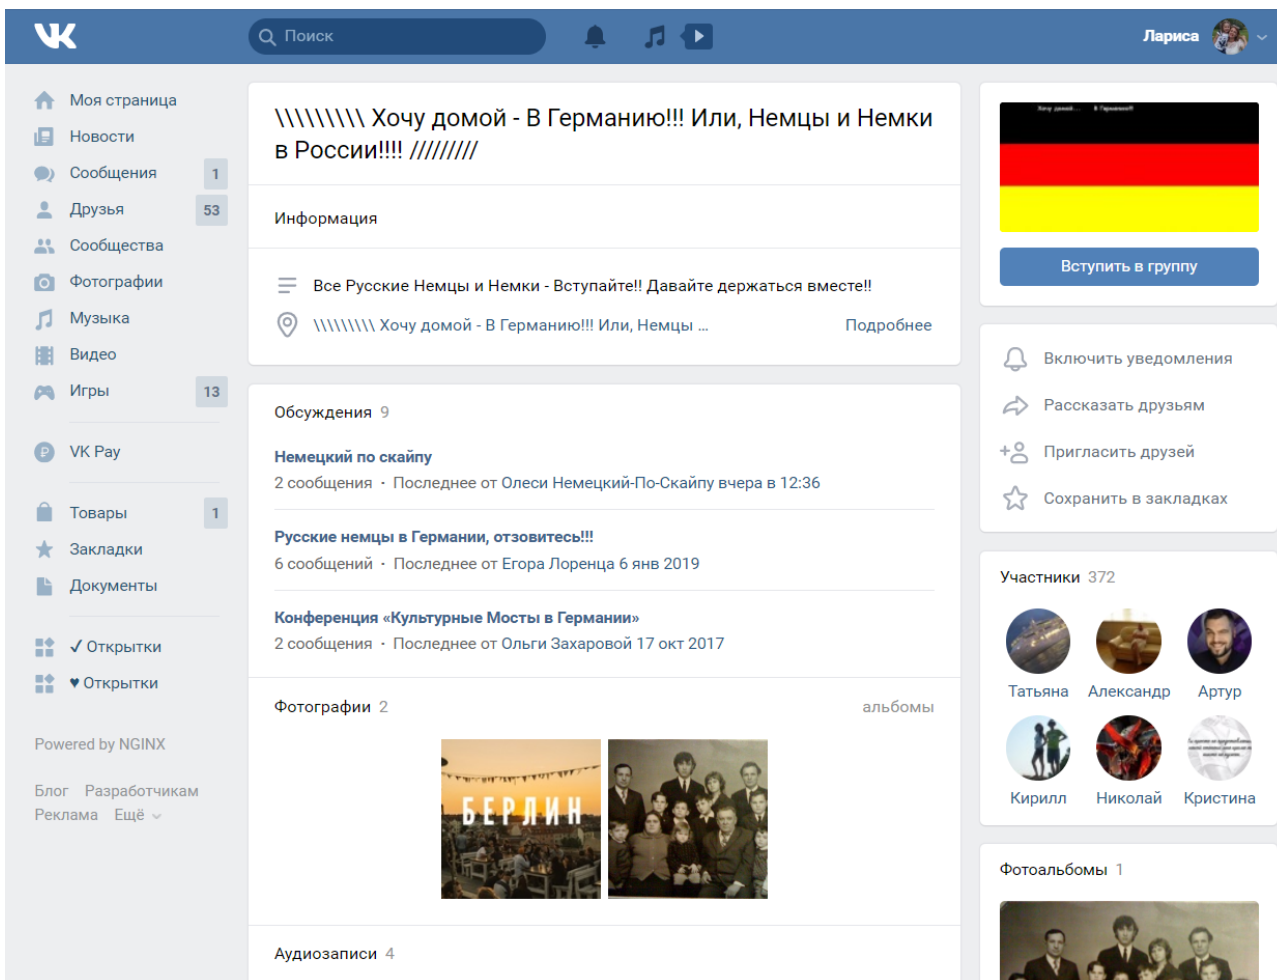 VK
Поиск
Лариса
Моя страница
Новости
Сообщения 1
Друзья 53
Сообщества
Фотографии
Музыка
Видео
Игры 13
VK Pay
Товары 1
Закладки
Документы
✓ Открытки
♥ Открытки
Powered by NGINX
Блог Разработчикам
Реклама Ещё
\\\\\\\\\ Хочу домой - В Германию!!! Или, Немцы и Немки
в России!!!! /////////
Информация
Все Русские Немцы и Немки - Вступайте!! Давайте держаться вместе!!
\\\\\\\\\ Хочу домой - В Германию!!! Или, Немцы ... Подробнее
Обсуждения 9
Немецкий по скайпу
2 сообщения · Последнее от Олеси Немецкий-По-Скайпу вчера в 12:36
Русские немцы в Германии, отзовитесь!!!
6 сообщений · Последнее от Егора Лоренца 6 янв 2019
Конференция «Культурные Мосты в Германии»
2 сообщения · Последнее от Ольги Захаровой 17 окт 2017
Фотографии 2 альбомы
БЕРЛИН
Аудиозаписи 4
Хочу домой... В Германию!!!
Вступить в группу
Включить уведомления
Рассказать друзьям
Пригласить друзей
Сохранить в закладках
Участники 372
Татьяна Александр Артур
Кирилл Николай Кристина
Фотоальбомы 1